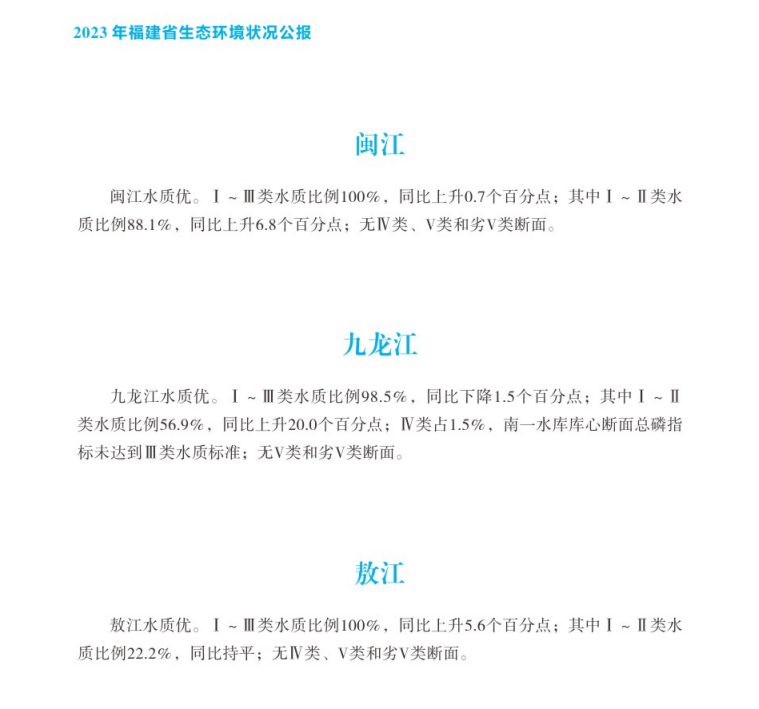 2023 年福建省生态环境状况公报
闽江
闽江水质优。Ⅰ ~ Ⅲ类水质比例100%，同比上升0.7个百分点；其中Ⅰ ~ Ⅱ类水
质比例88.1%，同比上升6.8个百分点；无Ⅳ类、V类和劣V类断面。
九龙江
九龙江水质优。Ⅰ ~ Ⅲ类水质比例98.5%，同比下降1.5个百分点；其中Ⅰ ~ Ⅱ
类水质比例56.9%，同比上升20.0个百分点；Ⅳ类占1.5%，南一水库库心断面总磷指
标未达到Ⅲ类水质标准；无V类和劣V类断面。
敖江
敖江水质优。Ⅰ ~ Ⅲ类水质比例100%，同比上升5.6个百分点；其中Ⅰ ~ Ⅱ类水
质比例22.2%，同比持平；无Ⅳ类、V类和劣V类断面。